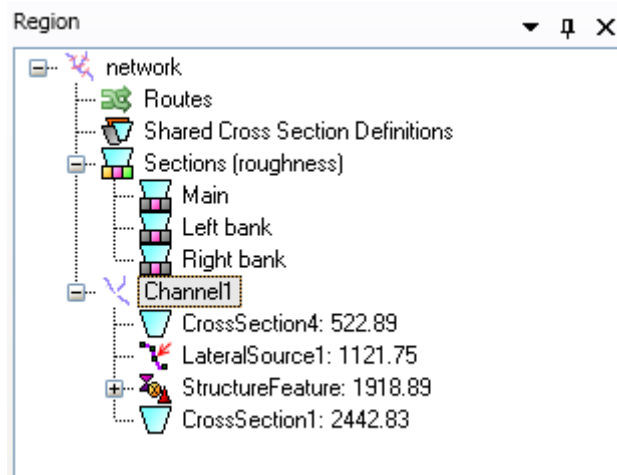 Region
network
Routes
Shared Cross Section Definitions
Sections (roughness)
Main
Left bank
Right bank
Channel1
CrossSection4: 522.89
LateralSource1: 1121.75
StructureFeature: 1918.89
CrossSection1: 2442.83